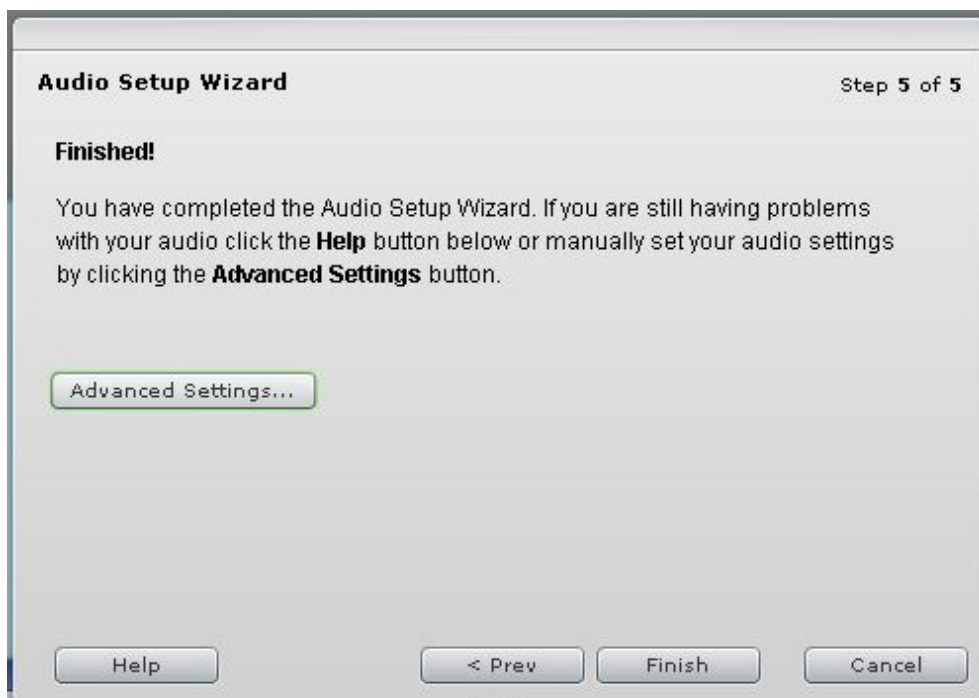 Audio Setup Wizard
Step 5 of 5
Finished!
You have completed the Audio Setup Wizard. If you are still having problems
with your audio click the Help button below or manually set your audio settings
by clicking the Advanced Settings button.
Advanced Settings...
Help
< Prev
Finish
Cancel